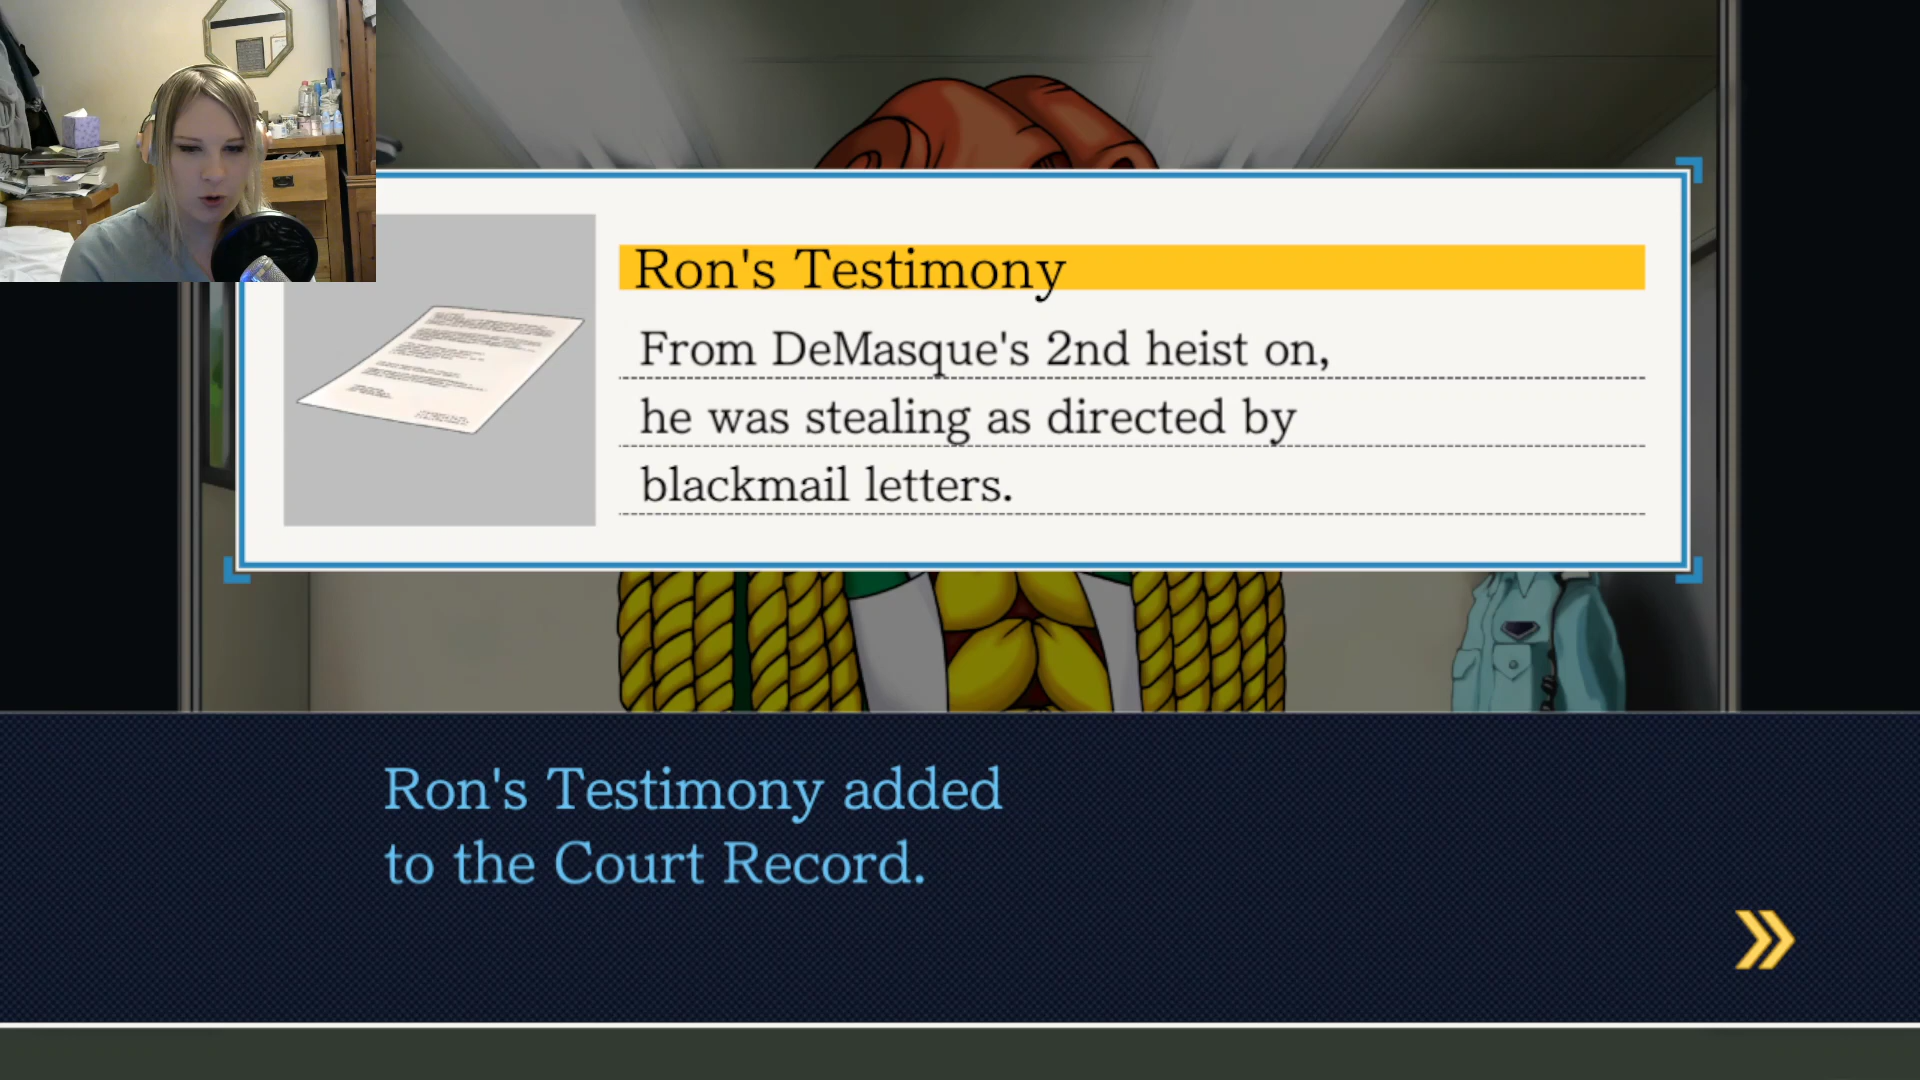 Ron's Testimony
From DeMasque's 2nd heist on,
he was stealing as directed by
blackmail letters.
Ron's Testimony added
to the Court Record.